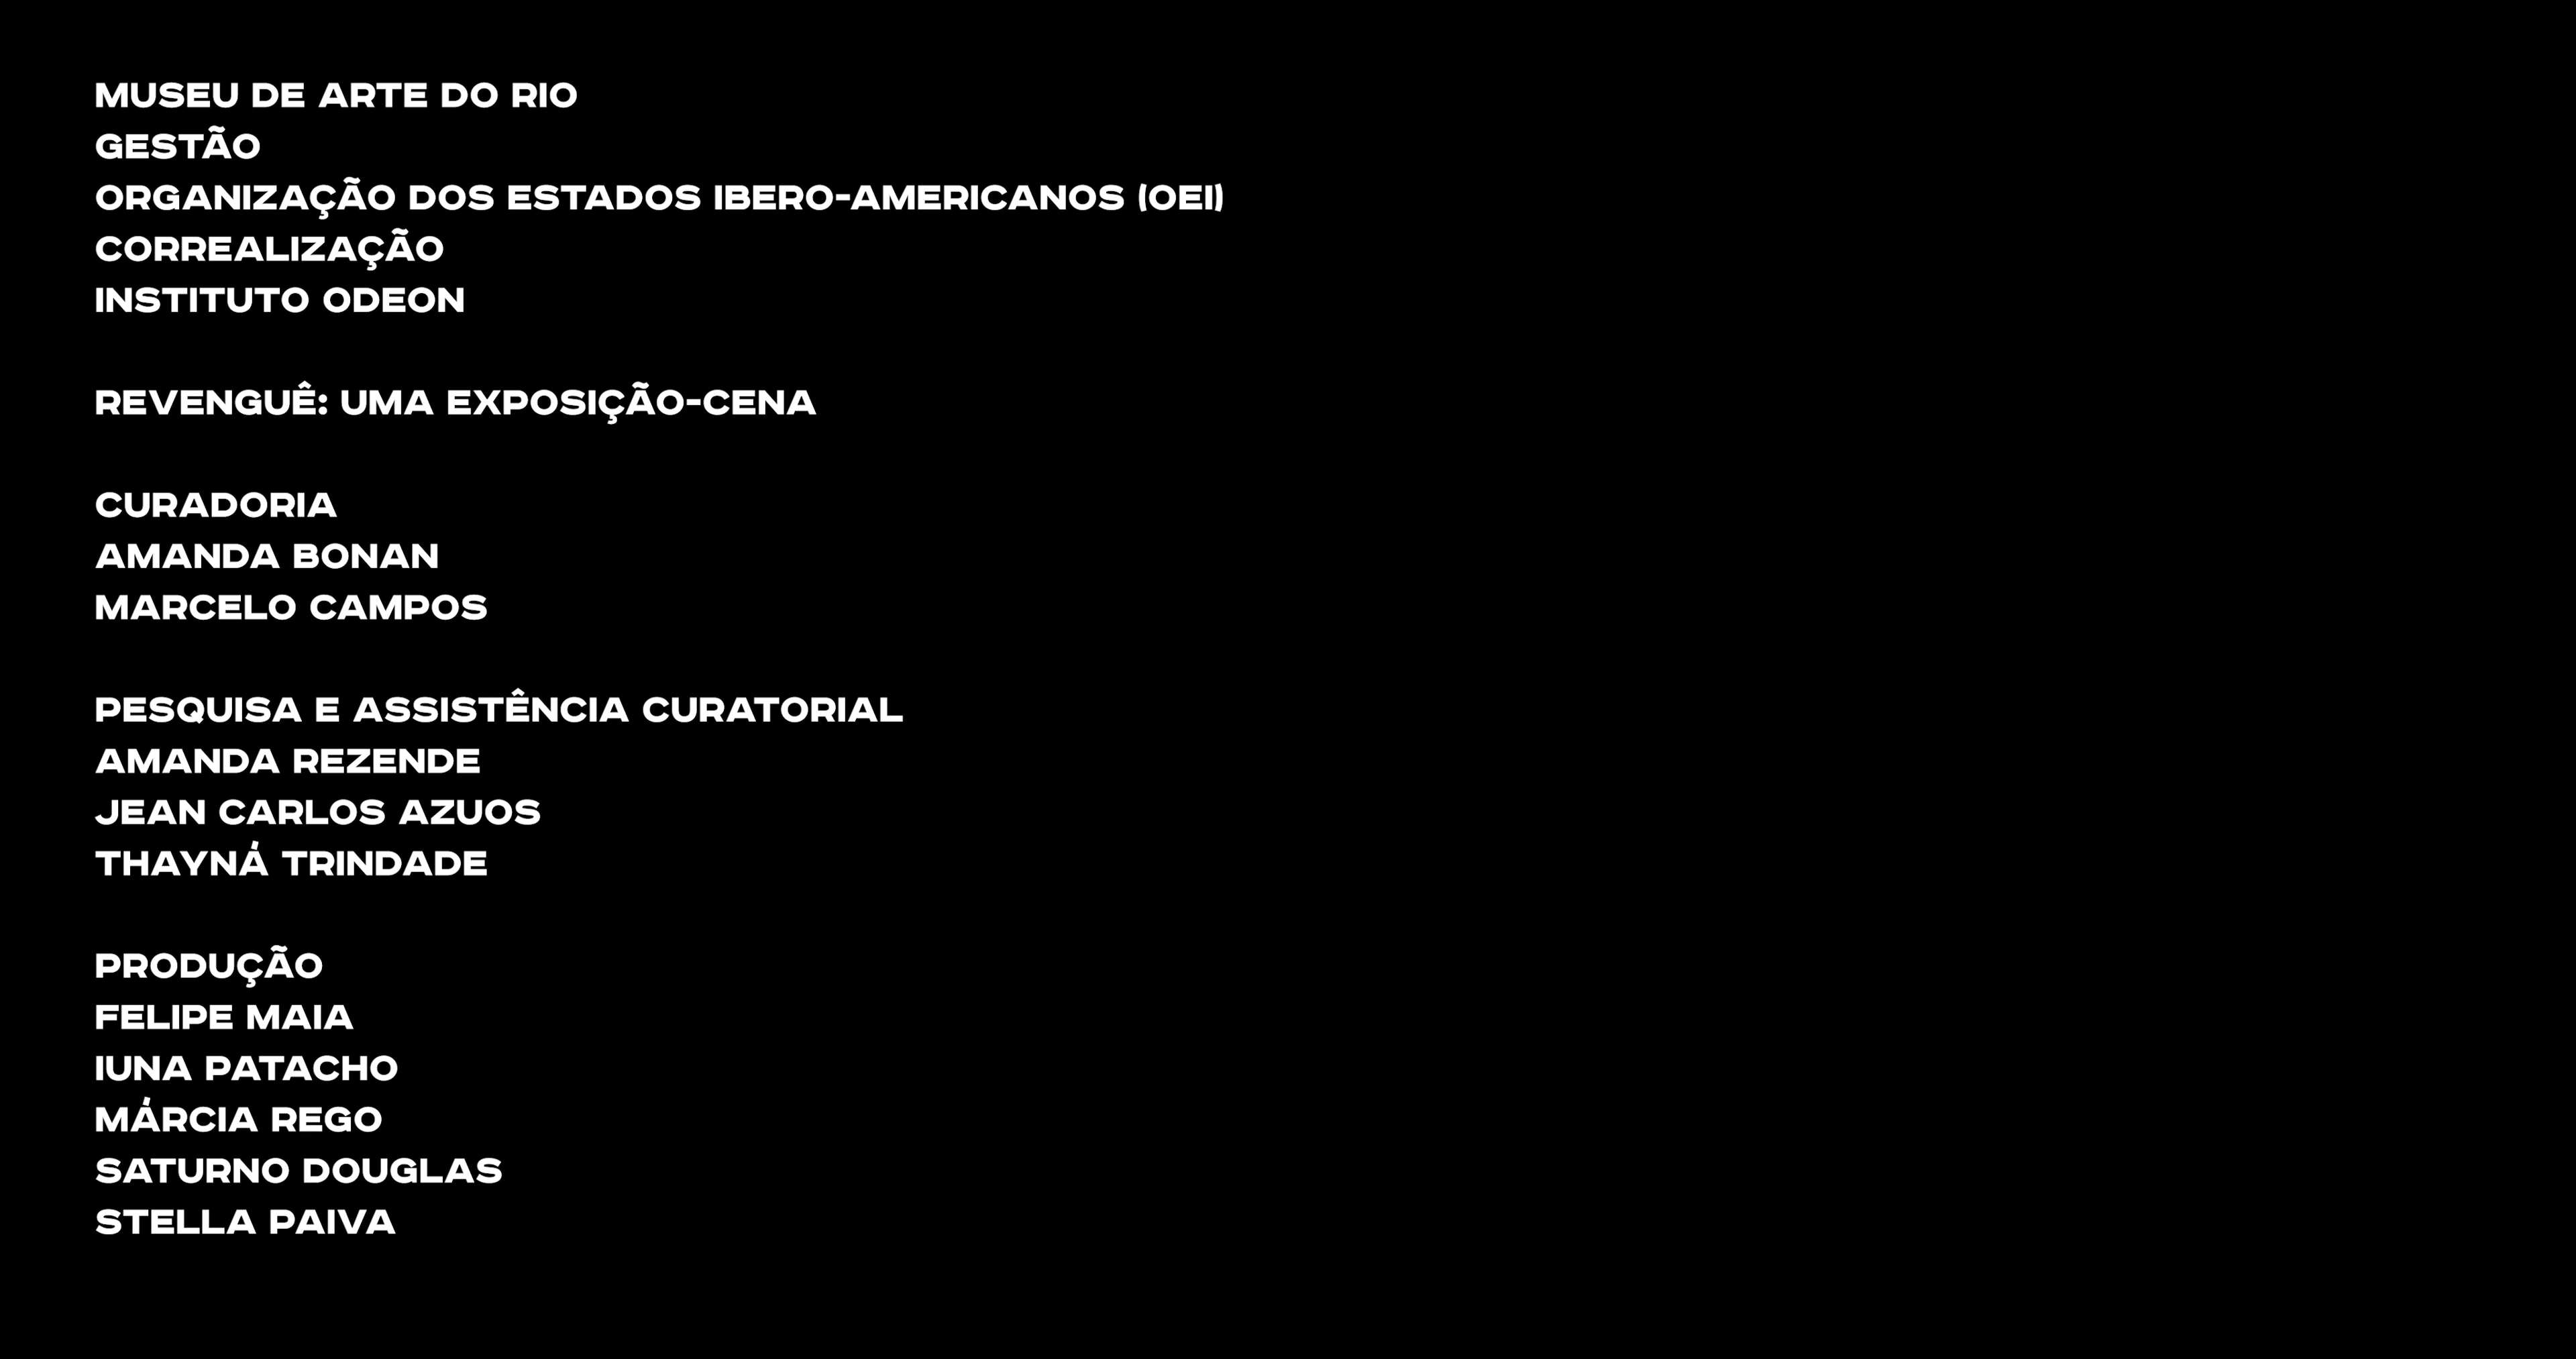 MUSEU DE ARTE DO RIO
GESTÃO
ORGANIZAÇÃO DOS ESTADOS IBERO-AMERICANOS (OEI)
CORREALIZAÇÃO
INSTITUTO ODEON
REVENGUÊ: UMA EXPOSIÇÃO-CENA
CURADORIA
AMANDA BONAN
MARCELO CAMPOS
PESQUISA E ASSISTÊNCIA CURATORIAL
AMANDA REZENDE
JEAN CARLOS AZUOS
THAYNÁ TRINDADE
PRODUÇÃO
FELIPE MAIA
IUNA PATACHO
MÁRCIA REGO
SATURNO DOUGLAS
STELLA PAIVA